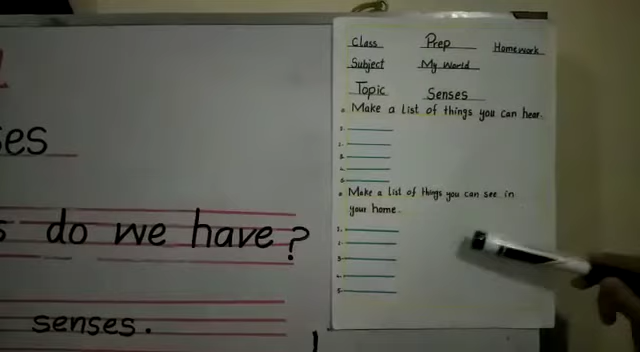 es
do we have?
senses.
Class Prep Homework
Subject My World
Topic Senses
Make a list of things you can hear.
1.
2.
3.
4.
5.
Make a list of things you can see in
your home.
1.
2.
3.
4.
5.